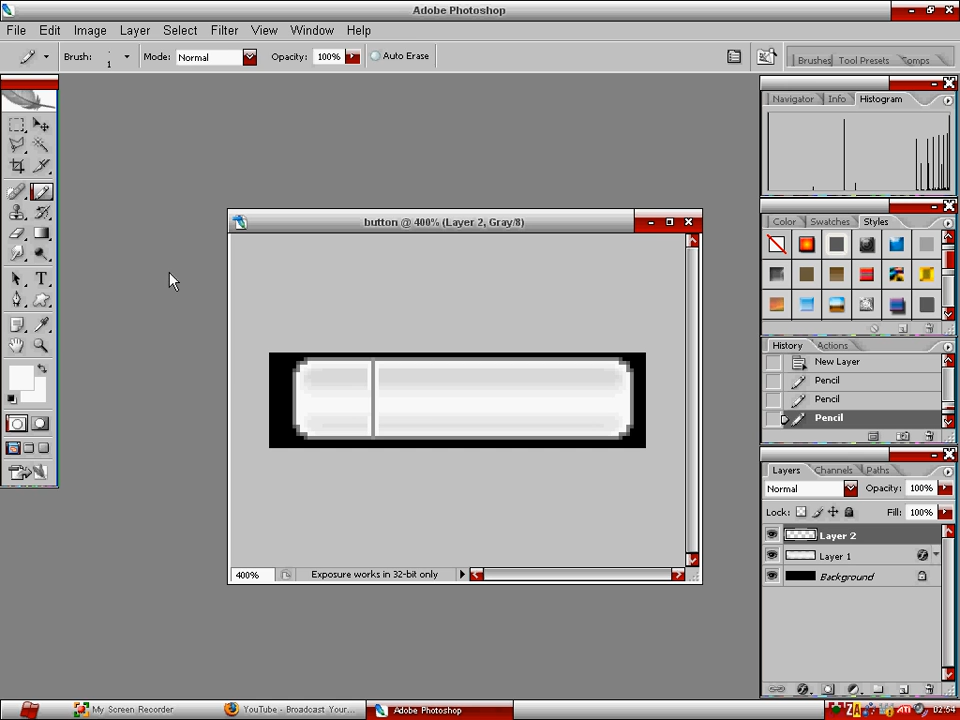 Adobe Photoshop
File Edit Image Layer Select Filter View Window Help
Brush: 1 Mode: Normal Opacity: 100% Auto Erase
Brushes Tool Presets Comps
Navigator Info Histogram
button @ 400% (Layer 2, Gray/8)
Color Swatches Styles
History Actions
New Layer
Pencil
Pencil
Pencil
Layers Channels Paths
Normal Opacity: 100%
Lock: Fill: 100%
Layer 2
Layer 1
Background
400% Exposure works in 32-bit only
My Screen Recorder YouTube - Broadcast Your... Adobe Photoshop